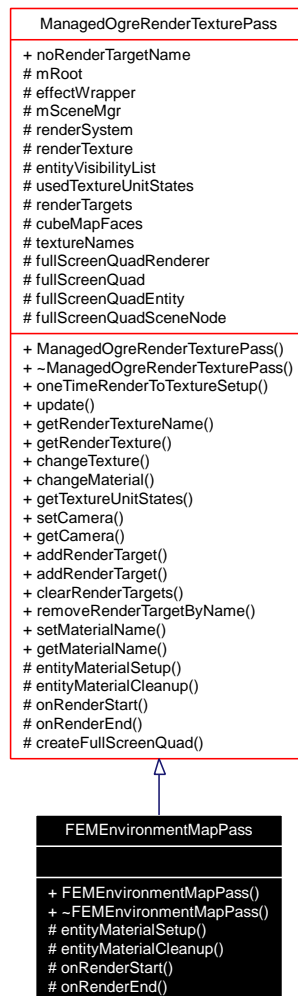 ManagedOgreRenderTexturePass
+ noRenderTargetName
# mRoot
# effectWrapper
# mSceneMgr
# renderSystem
# renderTexture
# entityVisibilityList
# usedTextureUnitStates
# renderTargets
# cubeMapFaces
# textureNames
# fullScreenQuadRenderer
# fullScreenQuad
# fullScreenQuadEntity
# fullScreenQuadSceneNode
+ ManagedOgreRenderTexturePass()
+ ~ManagedOgreRenderTexturePass()
+ oneTimeRenderToTextureSetup()
+ update()
+ getRenderTextureName()
+ getRenderTexture()
+ changeTexture()
+ changeMaterial()
+ getTextureUnitStates()
+ setCamera()
+ getCamera()
+ addRenderTarget()
+ addRenderTarget()
+ clearRenderTargets()
+ removeRenderTargetByName()
+ setMaterialName()
+ getMaterialName()
# entityMaterialSetup()
# entityMaterialCleanup()
# onRenderStart()
# onRenderEnd()
# createFullScreenQuad()
FEMEnvironmentMapPass
+ FEMEnvironmentMapPass()
+ ~FEMEnvironmentMapPass()
# entityMaterialSetup()
# entityMaterialCleanup()
# onRenderStart()
# onRenderEnd()